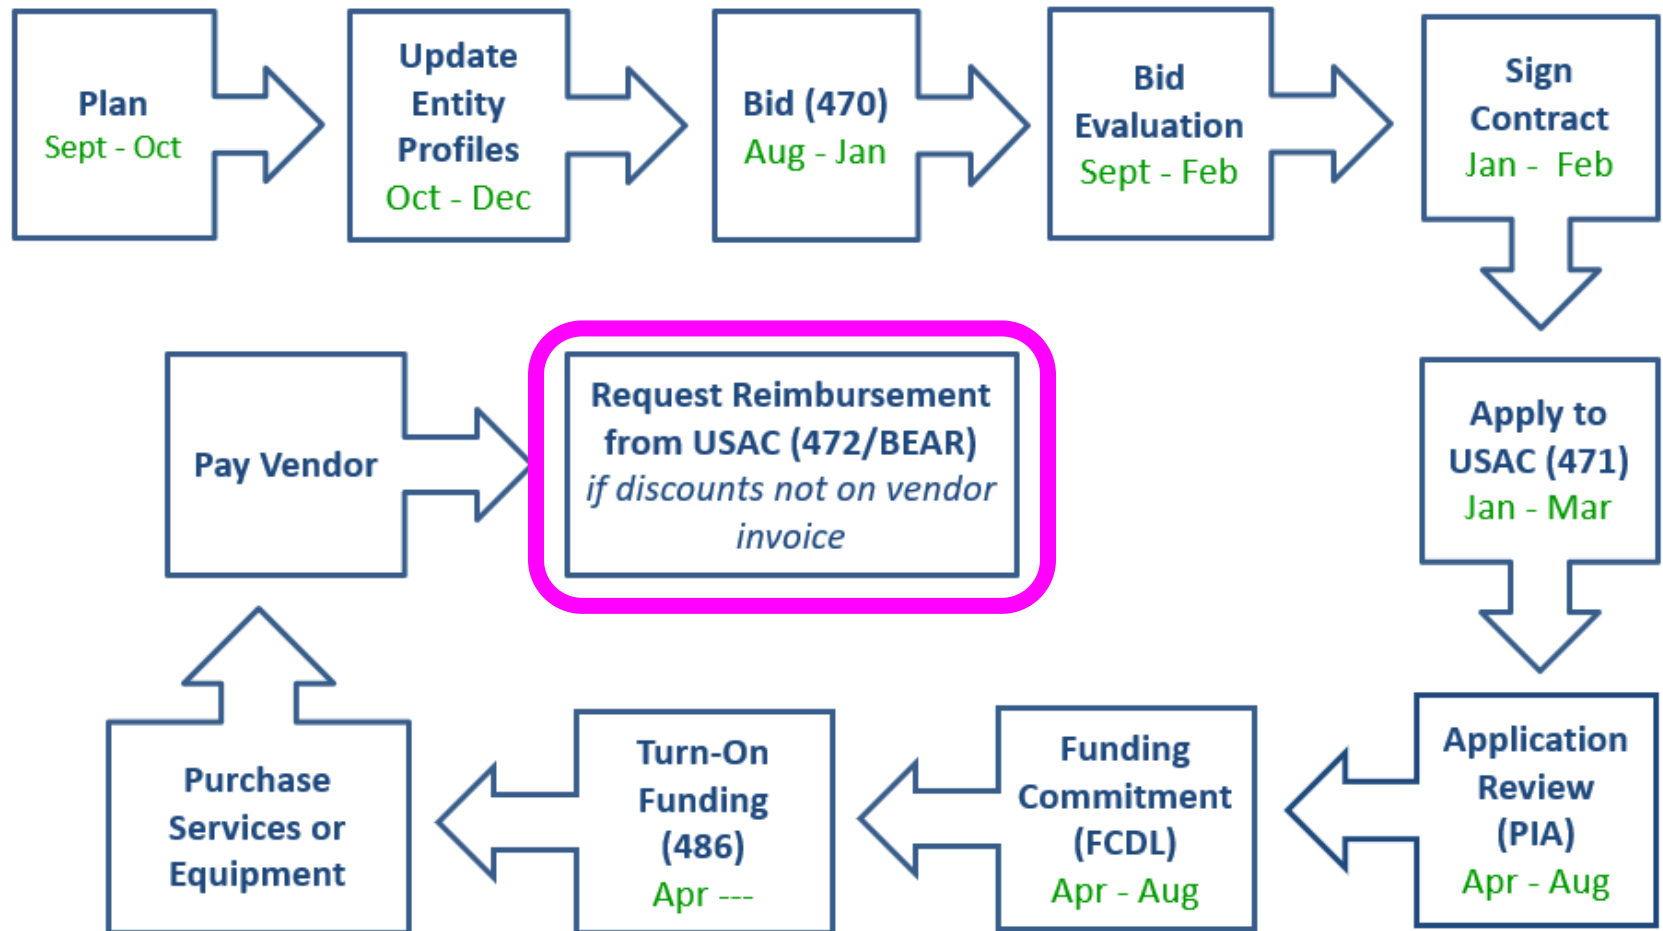 Plan
Sept - Oct
Update
Entity
Profiles
Oct - Dec
Bid (470)
Aug - Jan
Bid
Evaluation
Sept - Feb
Sign
Contract
Jan - Feb
Apply to
USAC (471)
Jan - Mar
Application
Review
(PIA)
Apr - Aug
Funding
Commitment
(FCDL)
Apr - Aug
Turn-On
Funding
(486)
Apr ---
Purchase
Services or
Equipment
Pay Vendor
Request Reimbursement
from USAC (472/BEAR)
if discounts not on vendor
invoice